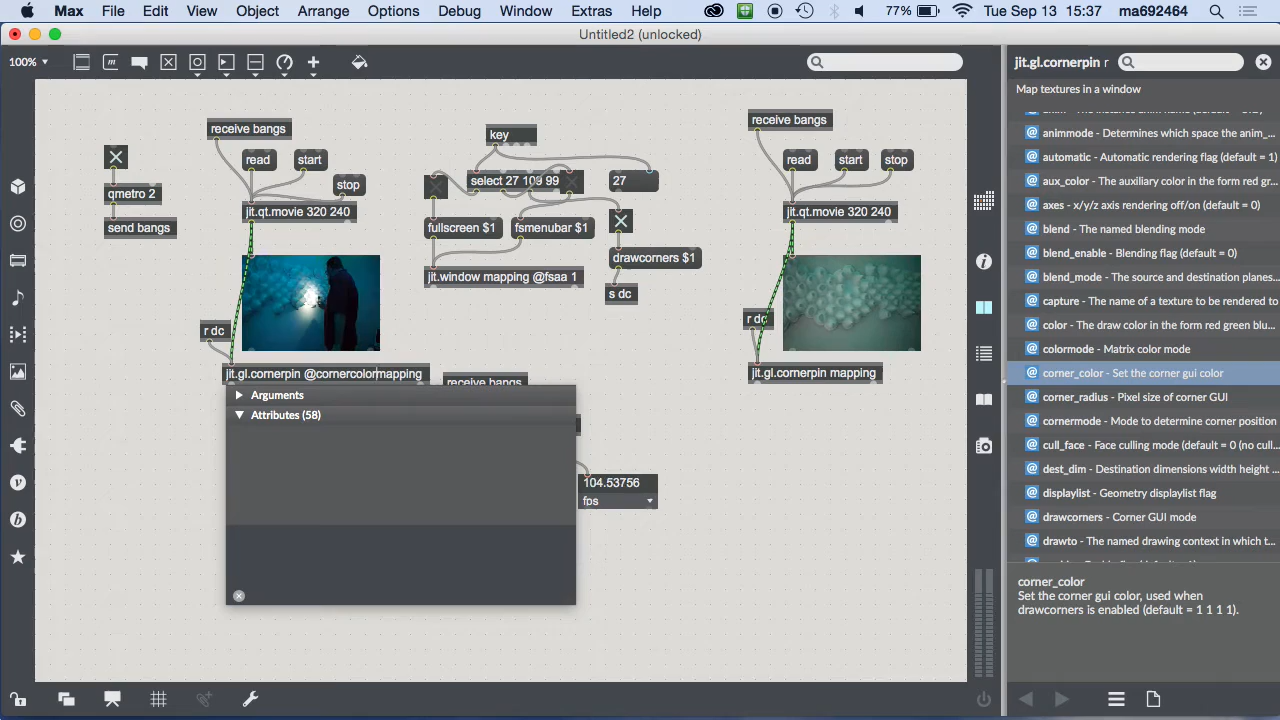 Max File Edit View Object Arrange Options Debug Window Extras Help 77% Tue Sep 13 15:37 ma692464
Untitled2 (unlocked)
100%
jit.gl.cornerpin r
Map textures in a window
receive bangs
read start
stop
jit.qt.movie 320 240
qmetro 2
send bangs
r dc
jit.gl.cornerpin @cornercolormapping
key
select 27 109 99
27
fullscreen $1 fsmenubar $1
jit.window mapping @fsaa 1
drawcorners $1
s dc
receive bangs
104.53756
fps
Arguments
Attributes (58)
receive bangs
read start stop
jit.qt.movie 320 240
r dc
jit.gl.cornerpin mapping
animmode - Determines which space the anim_...
automatic - Automatic rendering flag (default = 1)
aux_color - The auxiliary color in the form red gr...
axes - x/y/z axis rendering off/on (default = 0)
blend - The named blending mode
blend_enable - Blending flag (default = 0)
blend_mode - The source and destination planes...
capture - The name of a texture to be rendered to
color - The draw color in the form red green blu...
colormode - Matrix color mode
corner_color - Set the corner gui color
corner_radius - Pixel size of corner GUI
cornermode - Mode to determine corner position
cull_face - Face culling mode (default = 0 (no cul...
dest_dim - Destination dimensions width height ...
displaylist - Geometry displaylist flag
drawcorners - Corner GUI mode
drawto - The named drawing context in which t...
corner_color
Set the corner gui color, used when
drawcorners is enabled (default = 1 1 1 1).